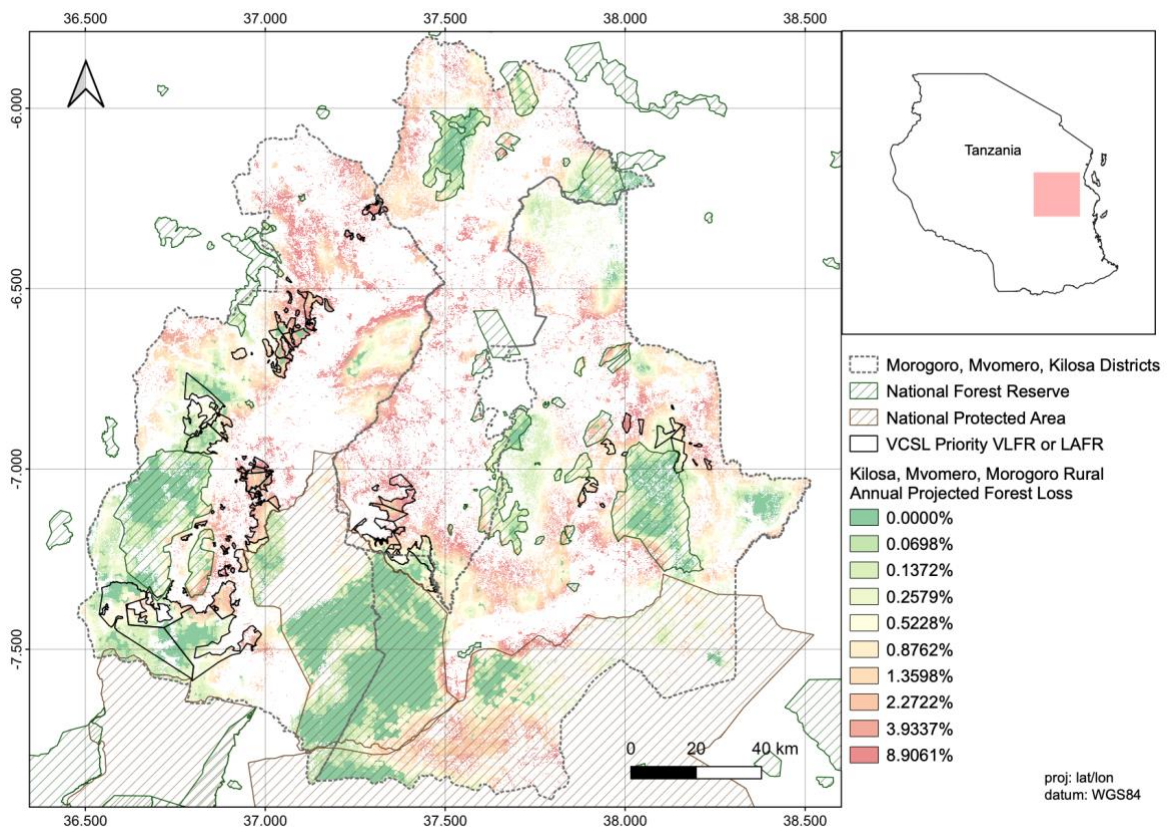 36.500 37.000 37.500 38.000 38.500
-6.000
-6.500
-7.000
-7.500
0 20 40 km
36.500 37.000 37.500 38.000 38.500
Tanzania
Morogoro, Mvomero, Kilosa Districts
National Forest Reserve
National Protected Area
VCSL Priority VLFR or LAFR
Kilosa, Mvomero, Morogoro Rural
Annual Projected Forest Loss
0.0000%
0.0698%
0.1372%
0.2579%
0.5228%
0.8762%
1.3598%
2.2722%
3.9337%
8.9061%
proj: lat/lon
datum: WGS84